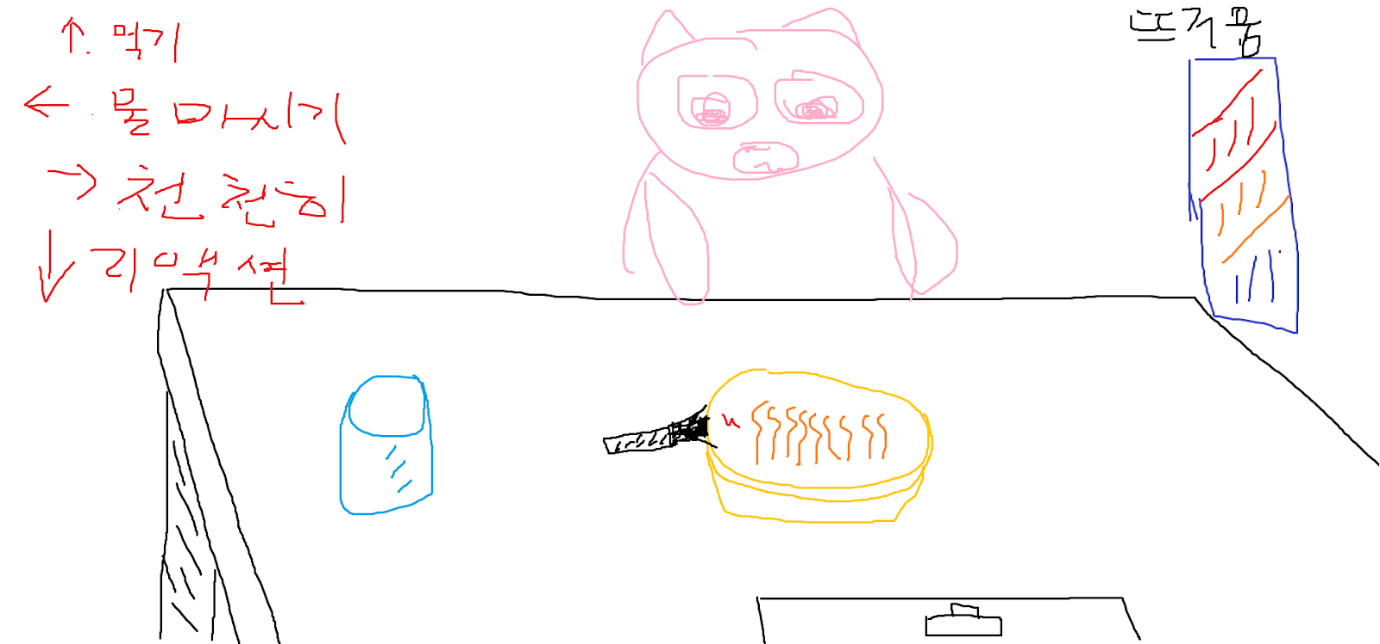 ↑. 먹기
← 물 마시기
→ 천천히
↓ 리액션
뜨거움